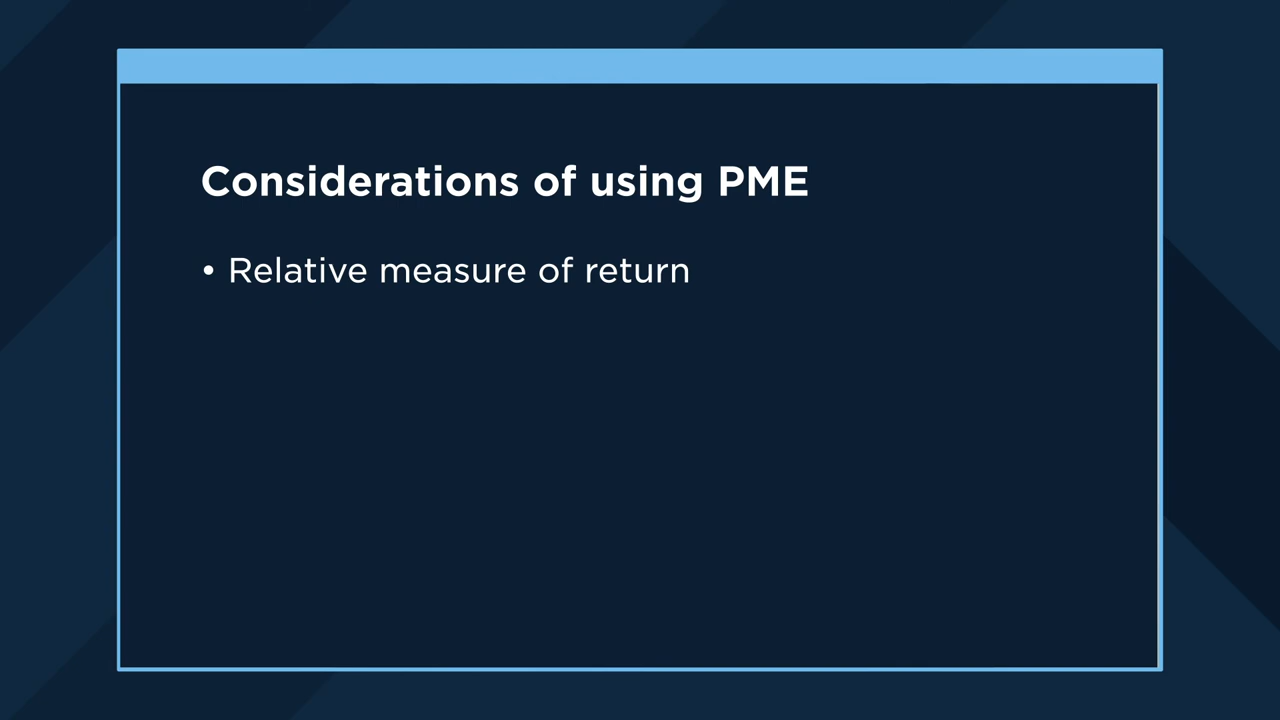 Considerations of using PME
• Relative measure of return